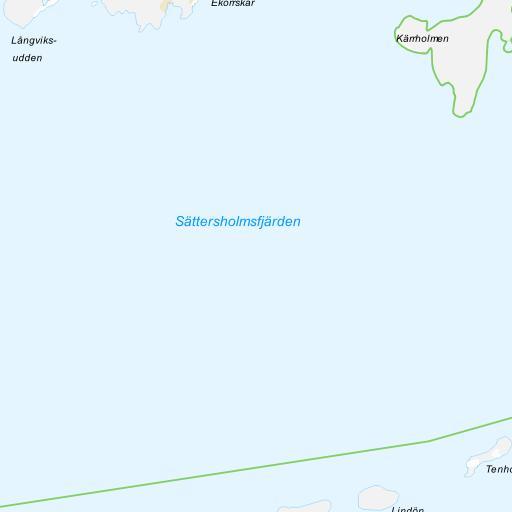 Ekorrskär
Långviks-
udden
Kärrholmen
Sättersholmsfjärden
Lindön